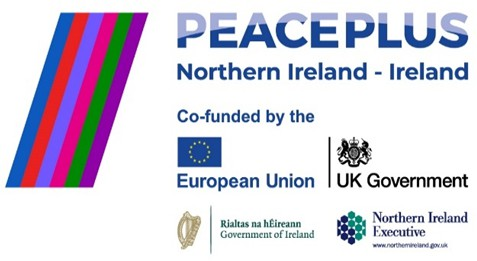 PEACEPLUS
Northern Ireland - Ireland
Co-funded by the
European Union
UK Government
Rialtas na hÉireann
Government of Ireland
Northern Ireland
Executive
www.northernireland.gov.uk